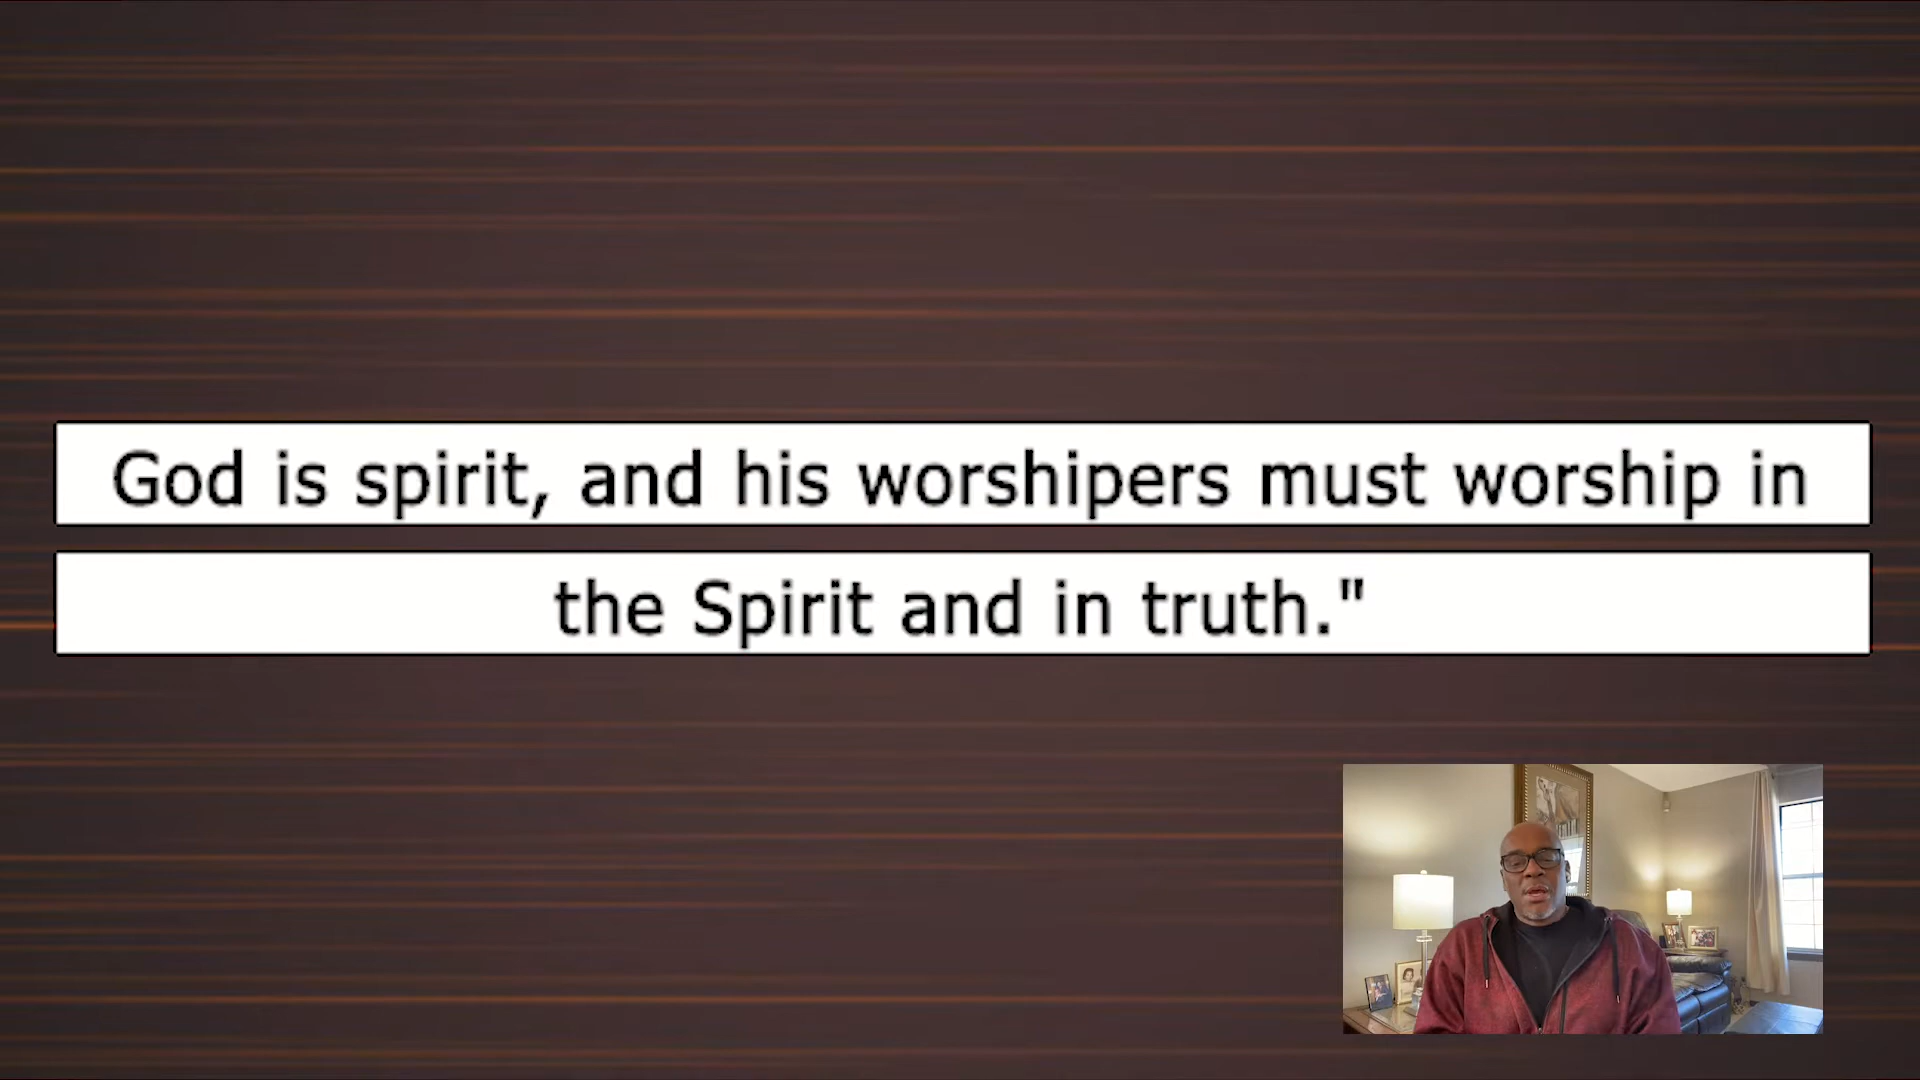 God is spirit, and his worshipers must worship in
the Spirit and in truth."